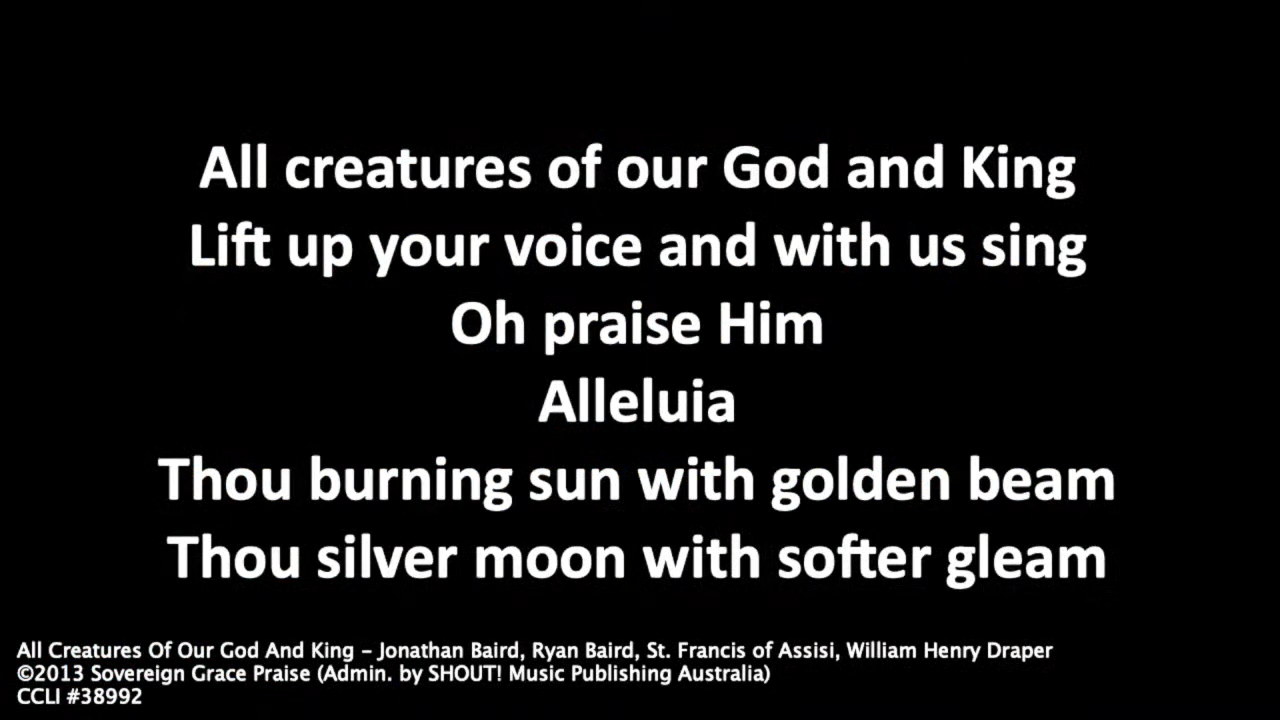 All creatures of our God and King
Lift up your voice and with us sing
Oh praise Him
Alleluia
Thou burning sun with golden beam
Thou silver moon with softer gleam
All Creatures Of Our God And King – Jonathan Baird, Ryan Baird, St. Francis of Assisi, William Henry Draper
©2013 Sovereign Grace Praise (Admin. by SHOUT! Music Publishing Australia)
CCLI #38992